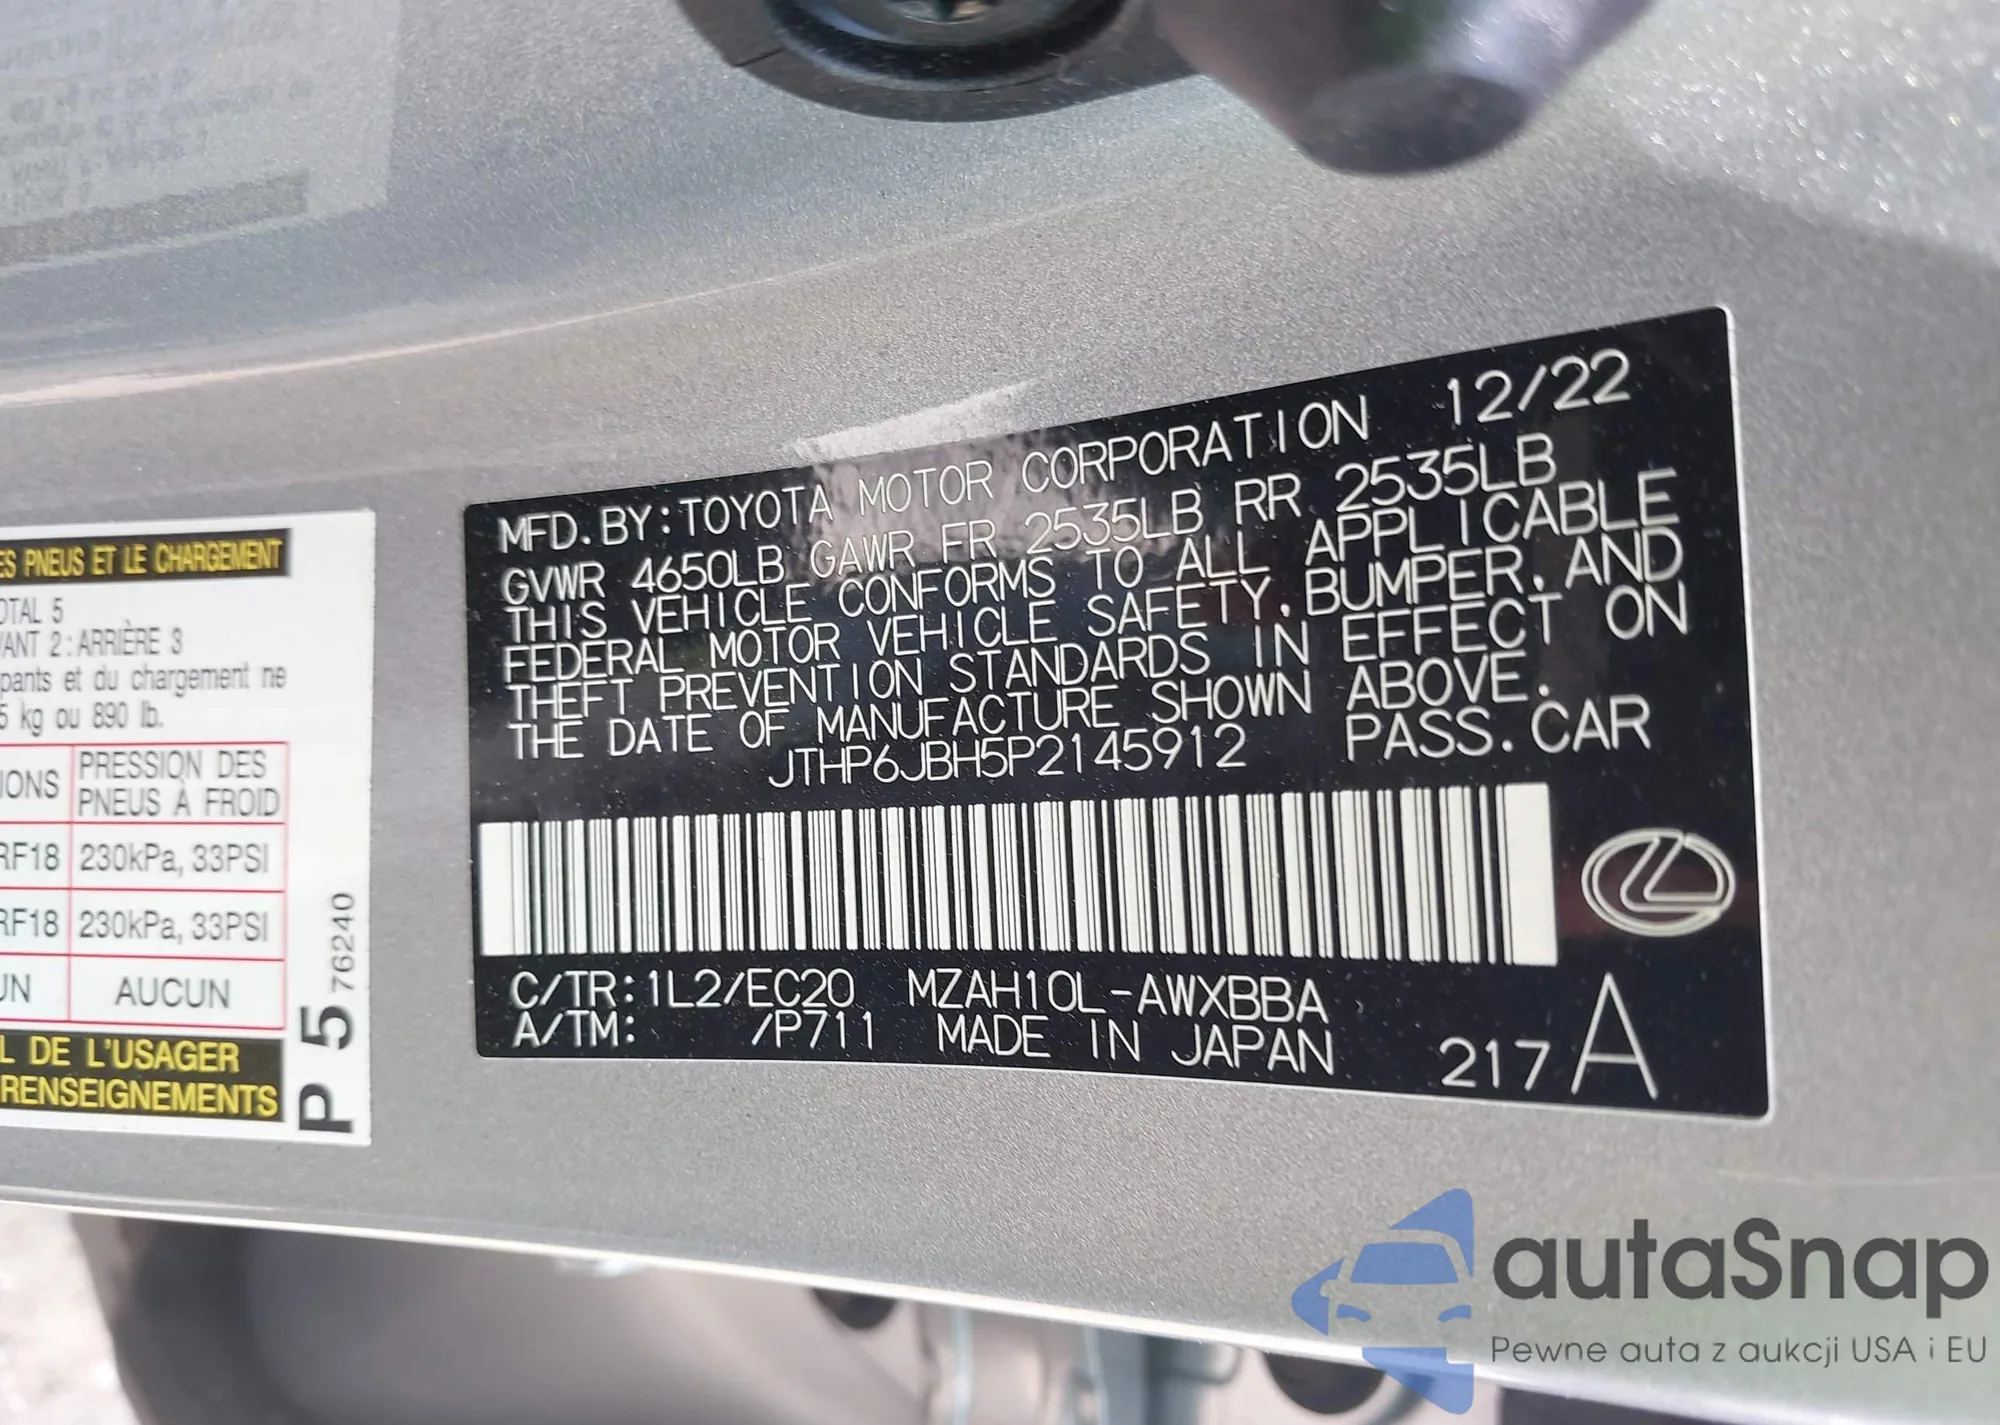 ES PNEUS ET LE CHARGEMENT
OTAL 5
VANT 2 : ARRIÈRE 3
pants et du chargement ne
5 kg ou 890 lb.
IONS PRESSION DES
PNEUS À FROID
RF18 230kPa, 33PSI
RF18 230kPa, 33PSI
UN AUCUN
L DE L'USAGER
RENSEIGNEMENTS
P 5 76240
MFD. BY: TOYOTA MOTOR CORPORATION 12/22
GVWR 4650LB GAWR FR 2535LB RR 2535LB
THIS VEHICLE CONFORMS TO ALL APPLICABLE
FEDERAL MOTOR VEHICLE SAFETY, BUMPER, AND
THEFT PREVENTION STANDARDS IN EFFECT ON
THE DATE OF MANUFACTURE SHOWN ABOVE.
JTHP6JBH5P2145912 PASS. CAR
C/TR: 1L2/EC20 MZAH10L-AWXBBA
A/TM: /P711 MADE IN JAPAN 217 A
autaSnap
Pewne auta z aukcji USA i EU